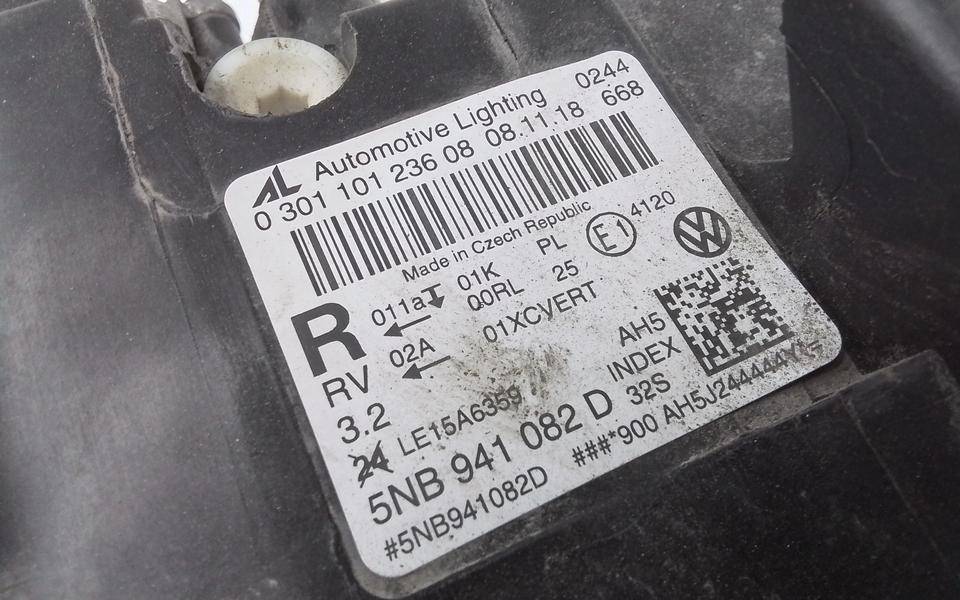 AL Automotive Lighting 0244
0 301 101 236 08 08.11.18 668
Made in Czech Republic
R 011a 01K PL E1 4120
02A 00RL 25
01XCVERT
RV
3.2
24 LE15A6359
AH5
INDEX
32S
5NB 941 082 D
#5NB941082D ###*900 AH5J244444